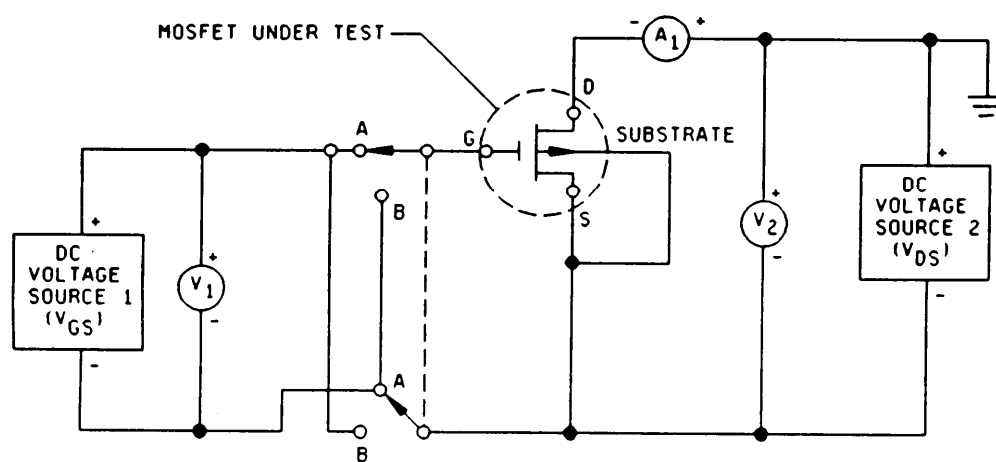 MOSFET UNDER TEST
- A1 +
D
A
G
SUBSTRATE
B
S
+
DC
VOLTAGE
SOURCE 1
(VGS)
-
+
V1
-
+
V2
-
+
DC
VOLTAGE
SOURCE 2
(VDS)
-
A
B